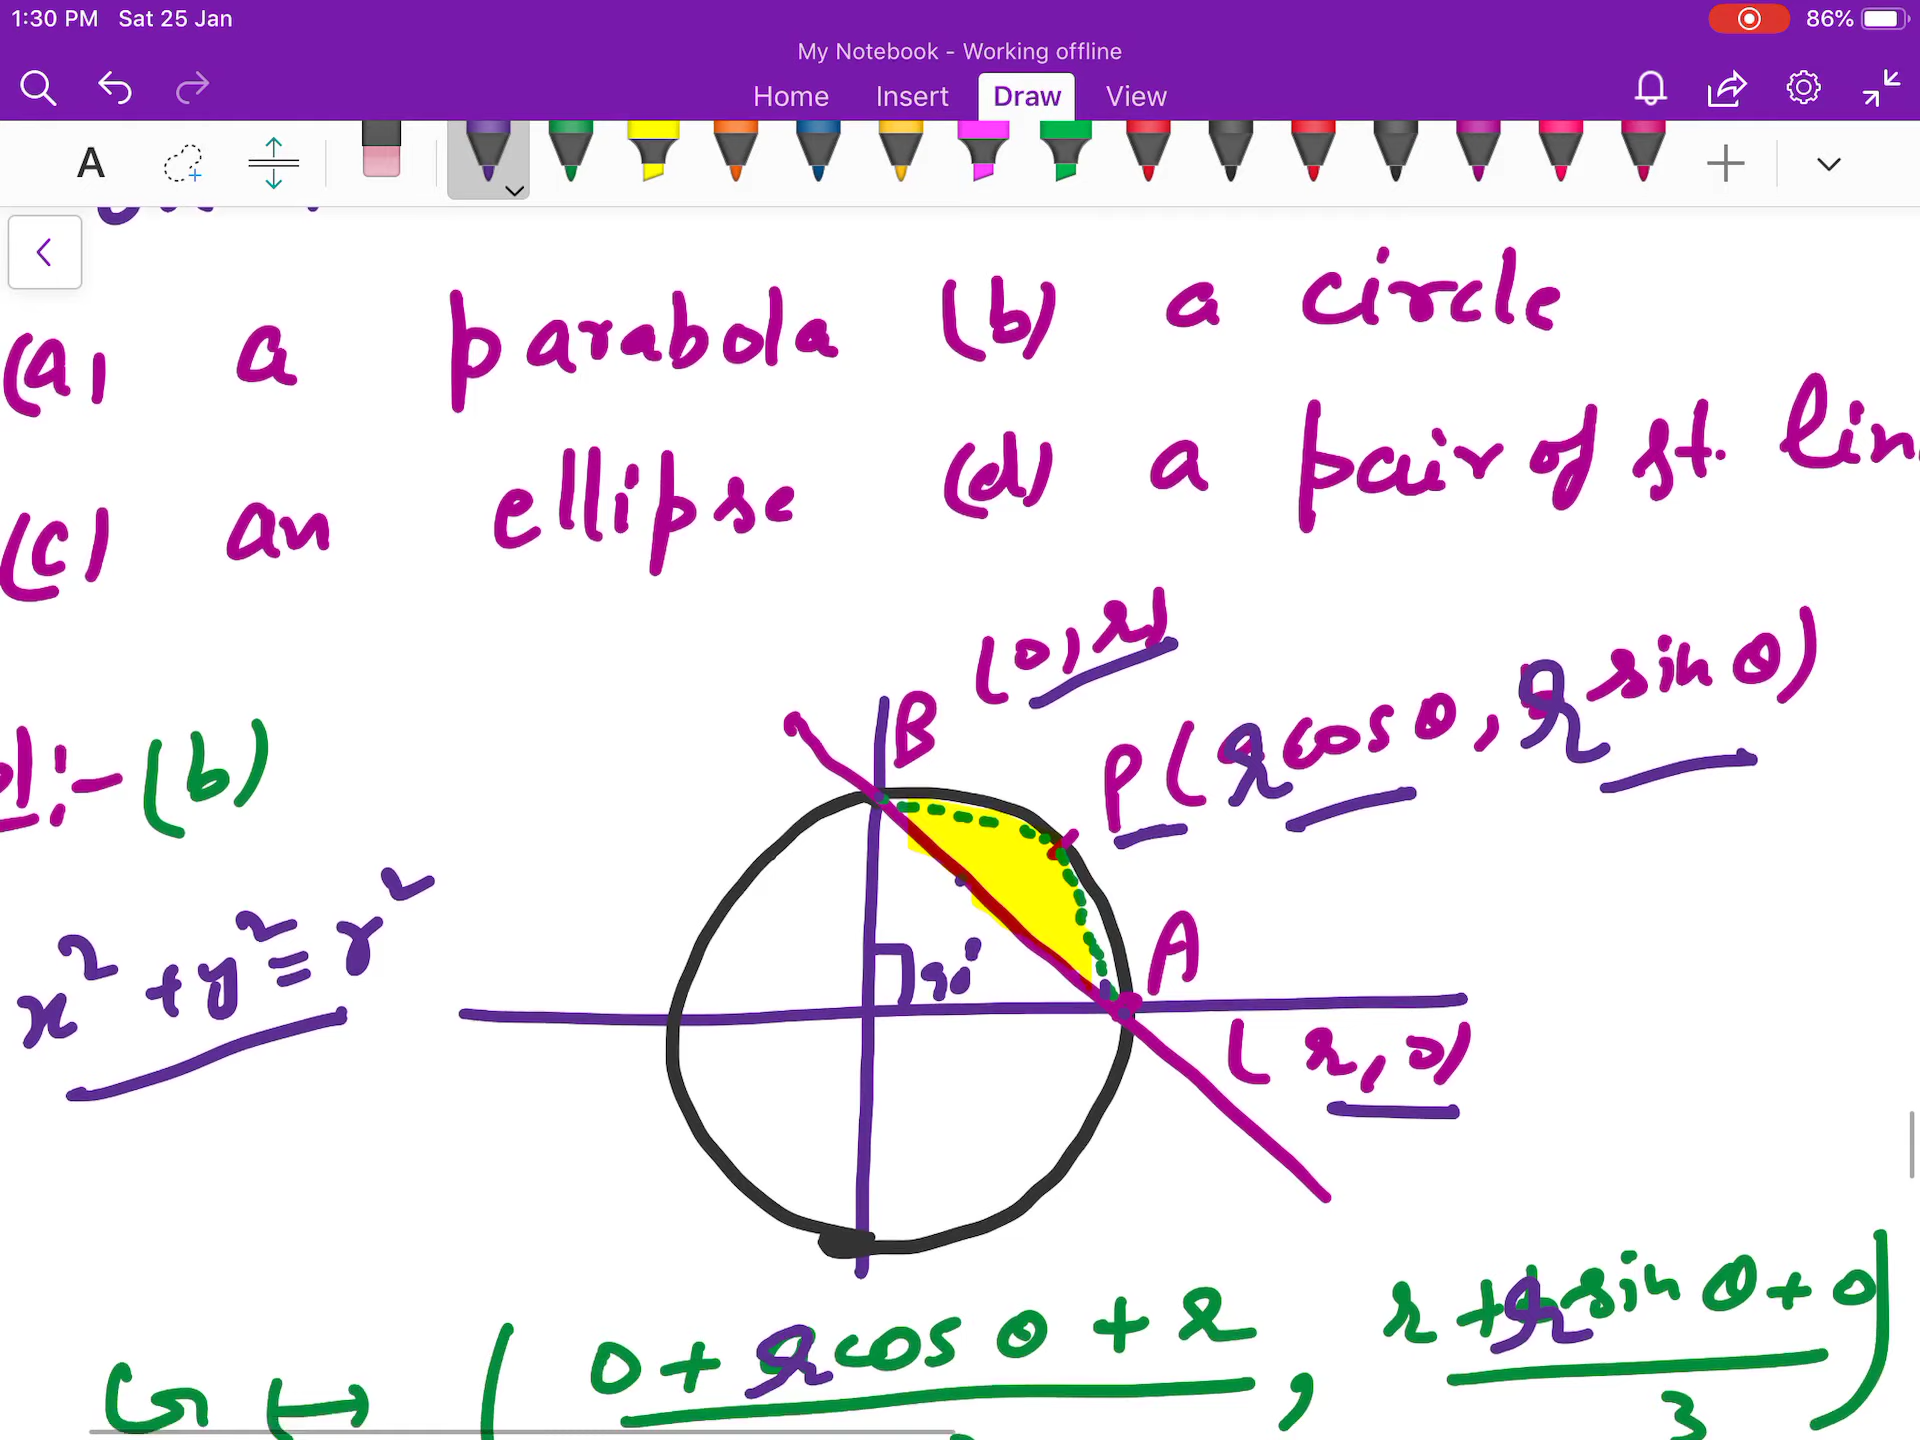 1:30 PM Sat 25 Jan
86%
My Notebook - Working offline
Home Insert Draw View
A
(a) a parabola (b) a circle
(c) an ellipse (d) a pair of st. lin
:- (b)
B (0, r)
P (r cos θ, r sin θ)
x² + y² = r²
90°
A
(r, 0)
G ↦ ( 0 + r cos θ + r , r + r sin θ + 0 )
3